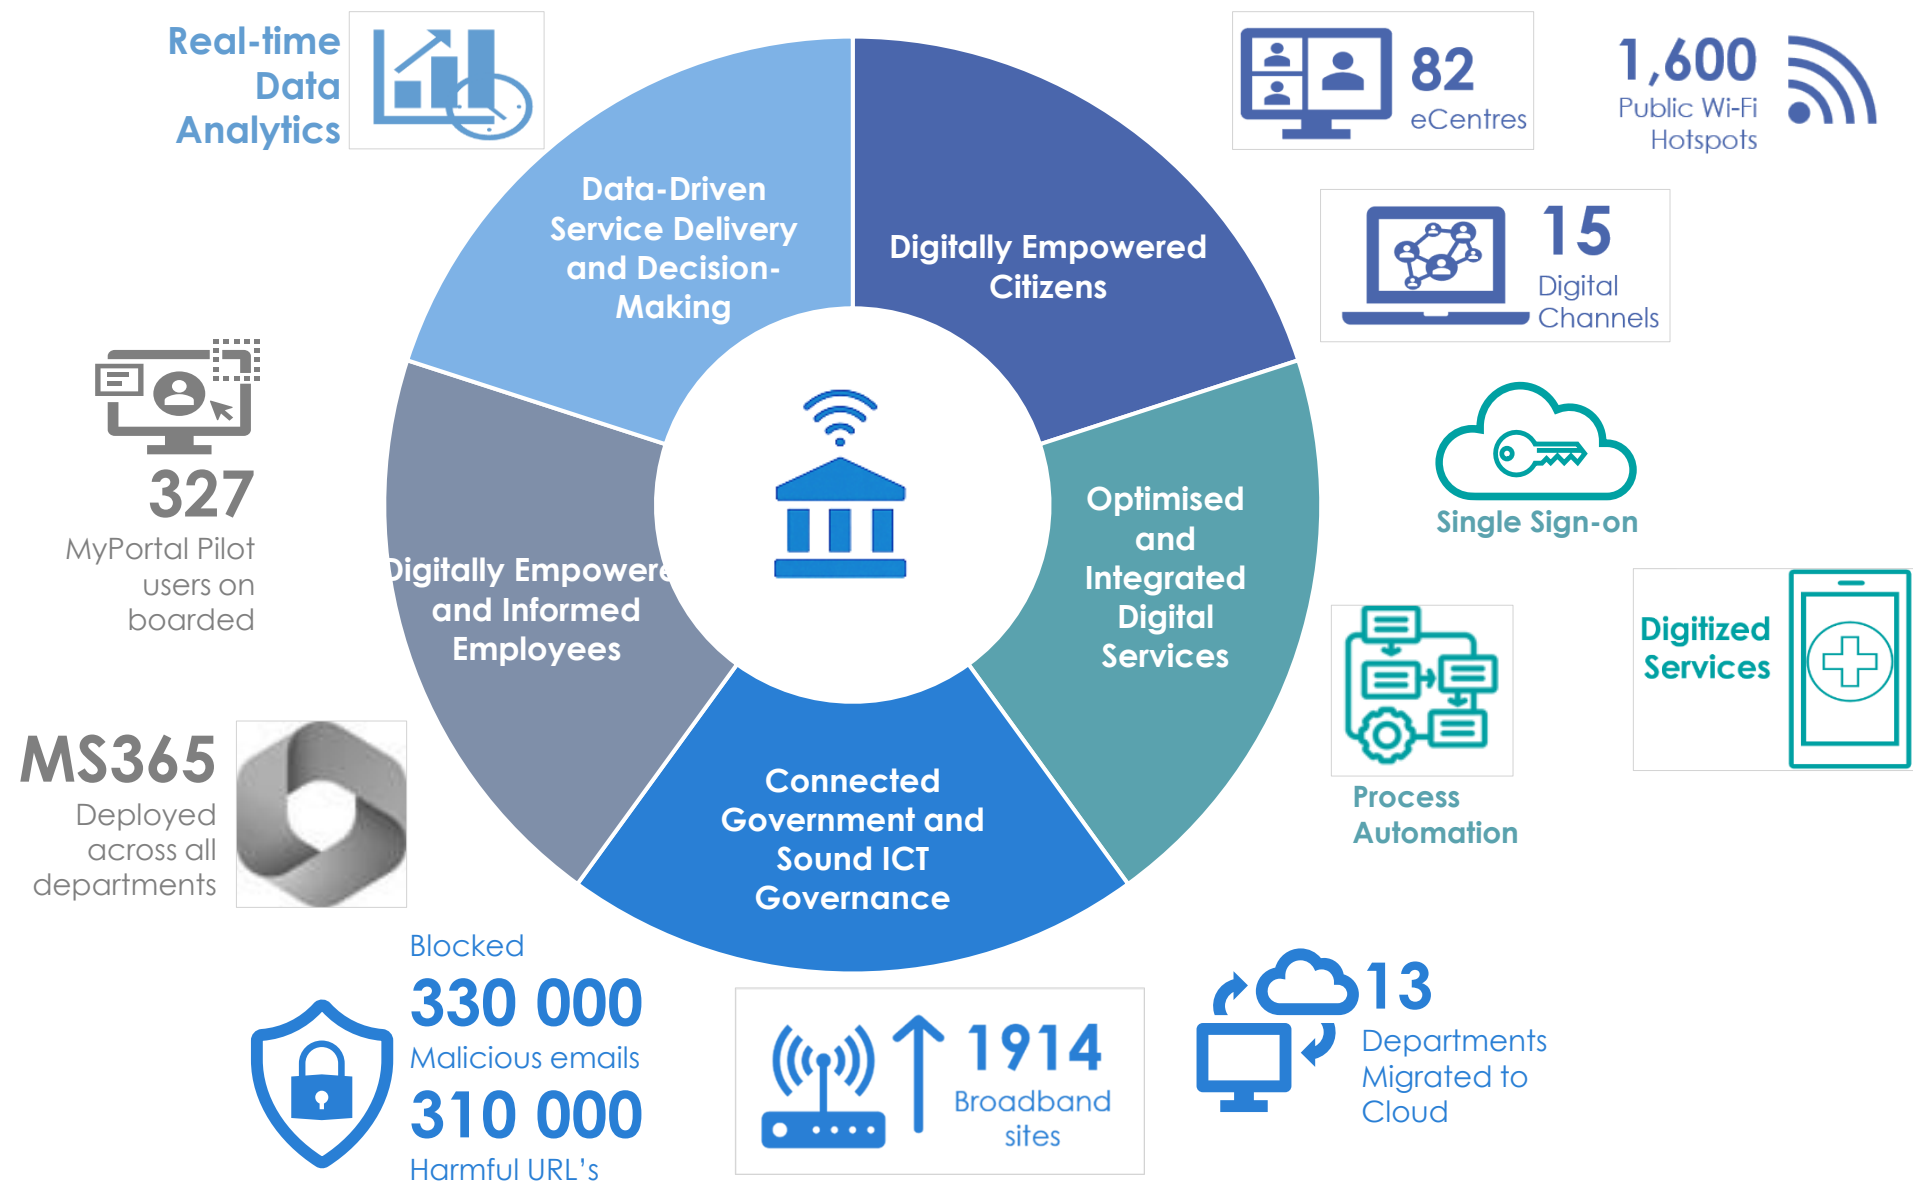 Real-time
Data
Analytics
82
eCentres
1,600
Public Wi-Fi
Hotspots
15
Digital
Channels
Data-Driven
Service Delivery
and Decision-
Making
Digitally Empowered
Citizens
327
MyPortal Pilot
users on
boarded
Single Sign-on
Optimised
and
Integrated
Digital
Services
Digitally Empowere
and Informed
Employees
Digitized
Services
Process
Automation
MS365
Deployed
across all
departments
Connected
Government and
Sound ICT
Governance
Blocked
330 000
Malicious emails
310 000
Harmful URL's
1914
Broadband
sites
13
Departments
Migrated to
Cloud